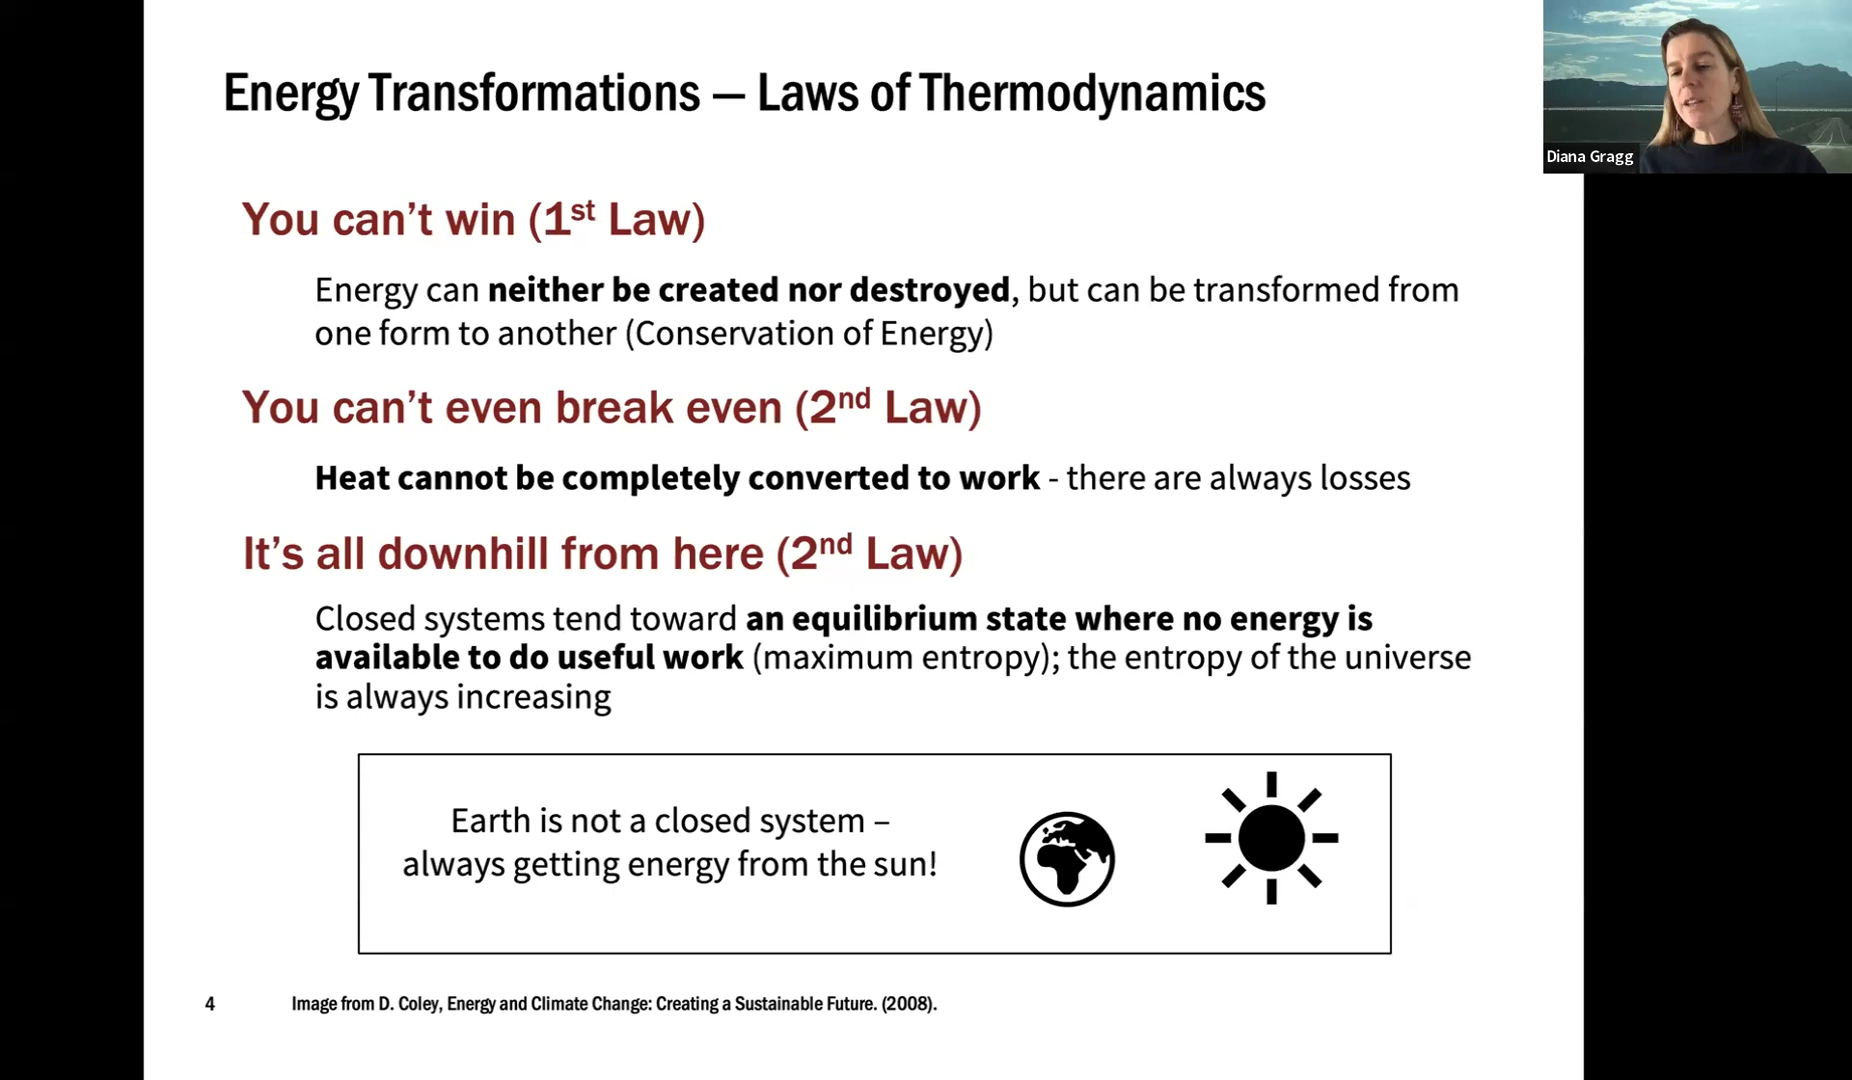 Energy Transformations — Laws of Thermodynamics
Diana Gragg
You can’t win (1st Law)
Energy can neither be created nor destroyed, but can be transformed from
one form to another (Conservation of Energy)
You can’t even break even (2nd Law)
Heat cannot be completely converted to work - there are always losses
It’s all downhill from here (2nd Law)
Closed systems tend toward an equilibrium state where no energy is
available to do useful work (maximum entropy); the entropy of the universe
is always increasing
Earth is not a closed system –
always getting energy from the sun!
4 Image from D. Coley, Energy and Climate Change: Creating a Sustainable Future. (2008).